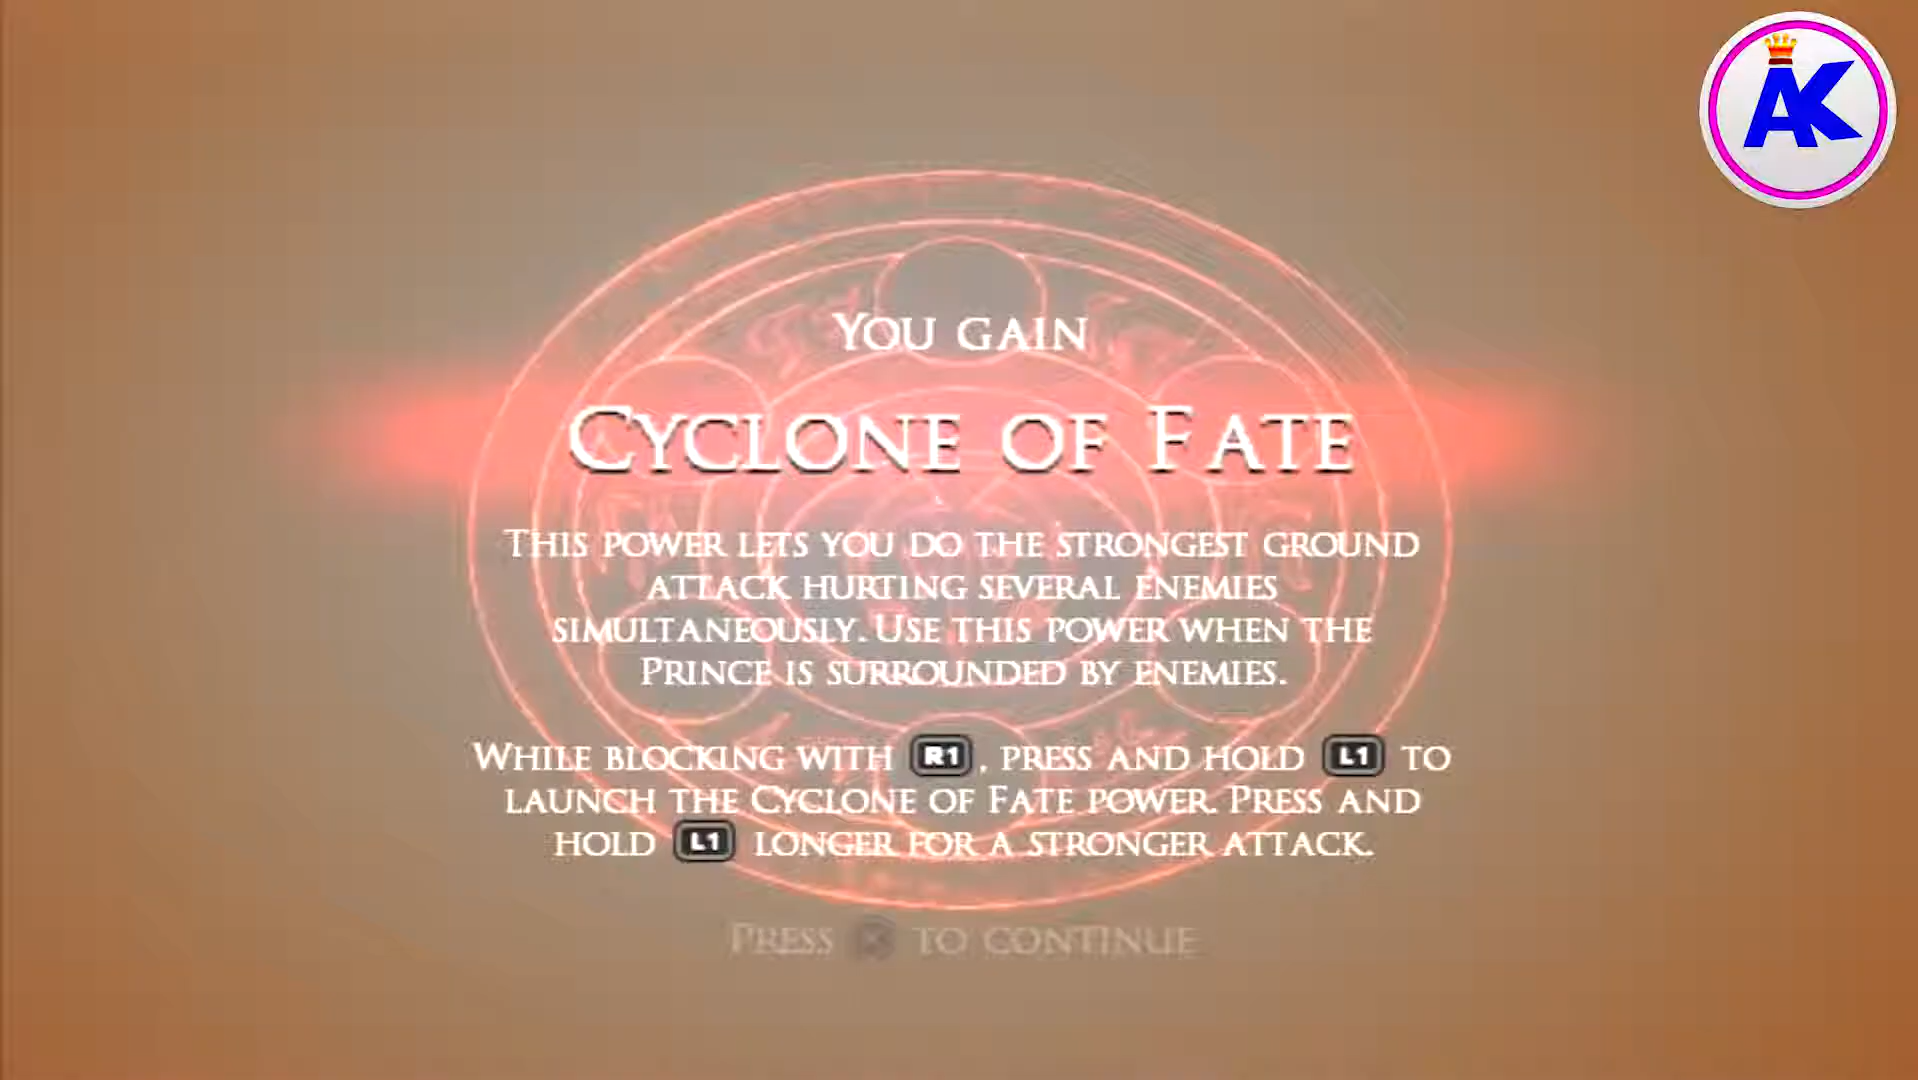 AK
You gain
Cyclone of Fate
This power lets you do the strongest ground
attack hurting several enemies
simultaneously. Use this power when the
Prince is surrounded by enemies.
While blocking with R1, press and hold L1 to
launch the Cyclone of Fate power. Press and
hold L1 longer for a stronger attack.
Press X to continue